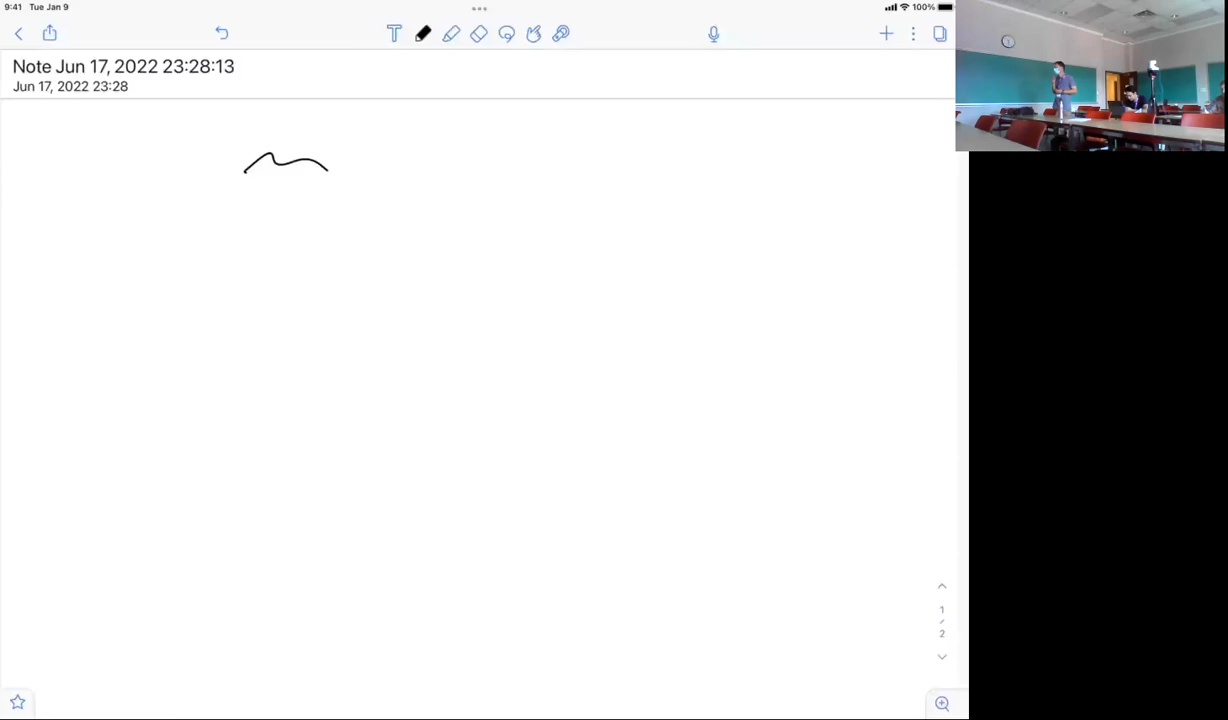 9:41 Tue Jan 9
100%
T
Note Jun 17, 2022 23:28:13
Jun 17, 2022 23:28
1
/
2